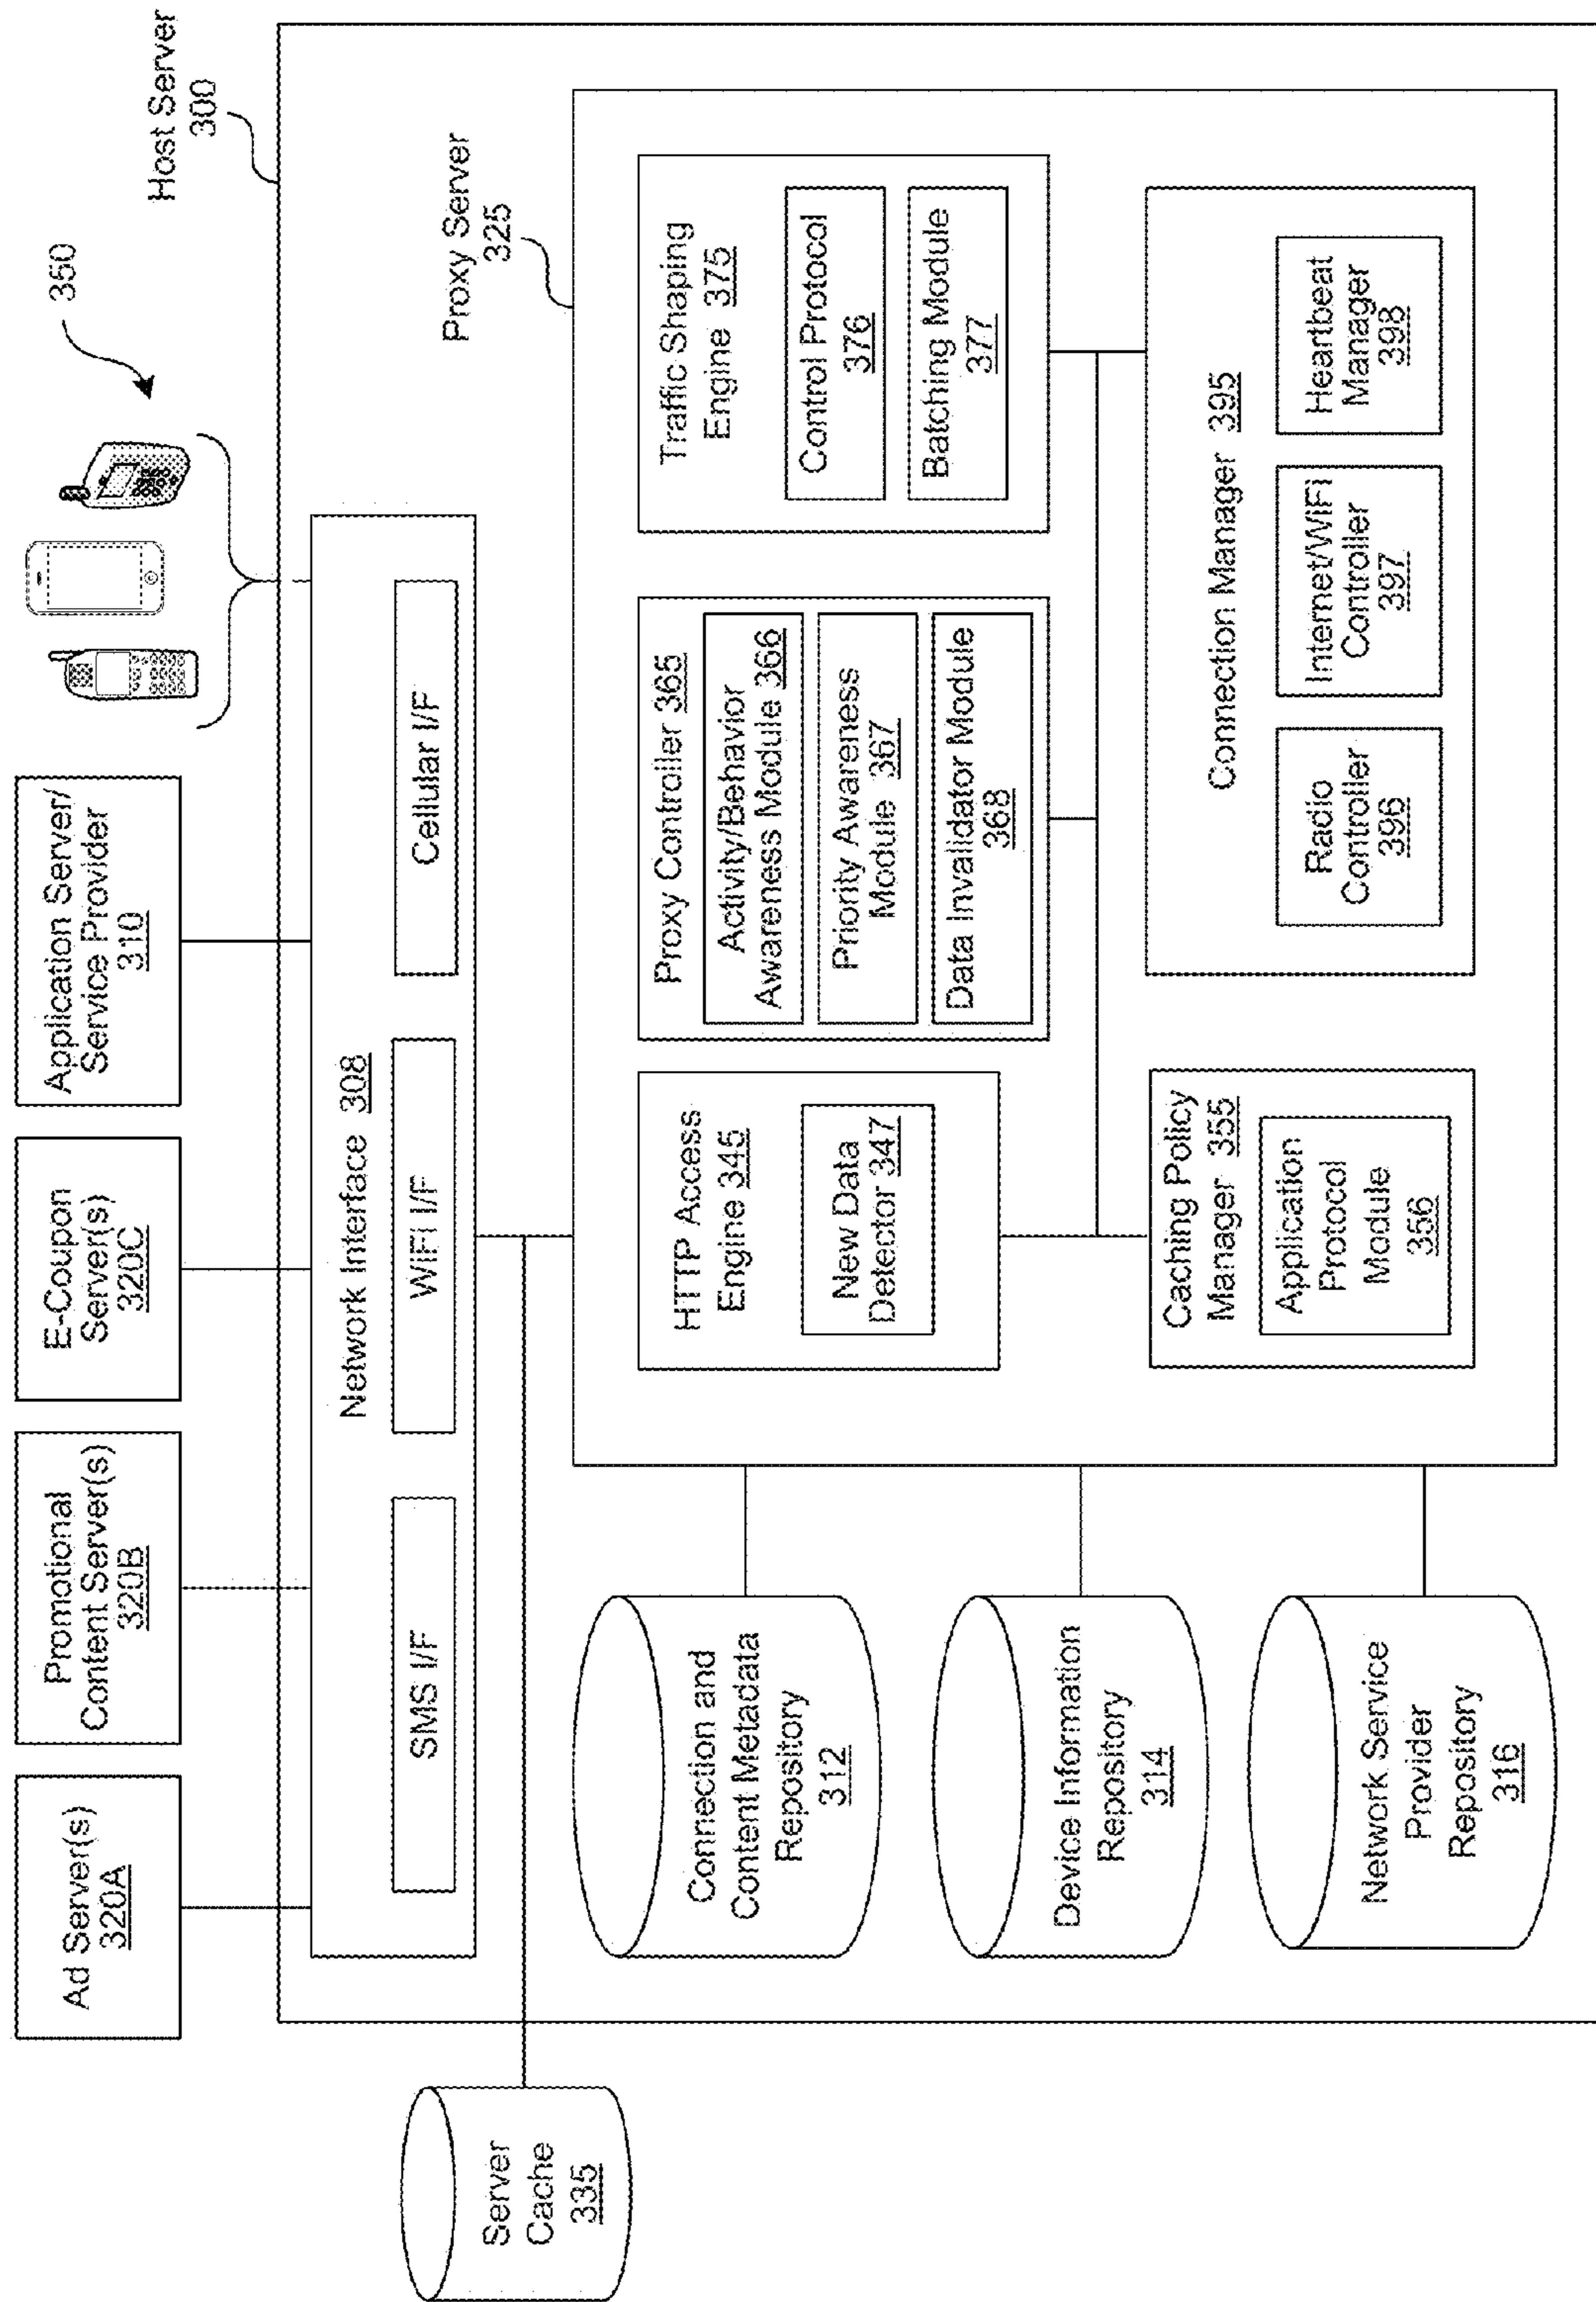 Ad Server(s)
320A
Promotional
Content Server(s)
320B
E-Coupon
Server(s)
320C
Application Server/
Service Provider
310
350
Host Server
300
Network Interface 308
SMS I/F
WiFi I/F
Cellular I/F
Server
Cache
335
Proxy Server
325
Connection and
Content Metadata
Repository
312
Device Information
Repository
314
Network Service
Provider
Repository
316
HTTP Access
Engine 345
New Data
Detector 347
Proxy Controller 365
Activity/Behavior
Awareness Module 366
Priority Awareness
Module 367
Data Invalidator Module
368
Traffic Shaping
Engine 375
Control Protocol
376
Batching Module
377
Caching Policy
Manager 355
Application
Protocol
Module
356
Connection Manager 395
Radio
Controller
396
Internet/WiFi
Controller
397
Heartbeat
Manager
398